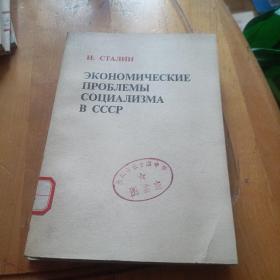 И. СТАЛИН
ЭКОНОМИЧЕСКИЕ
ПРОБЛЕМЫ
СОЦИАЛИЗМА
В СССР